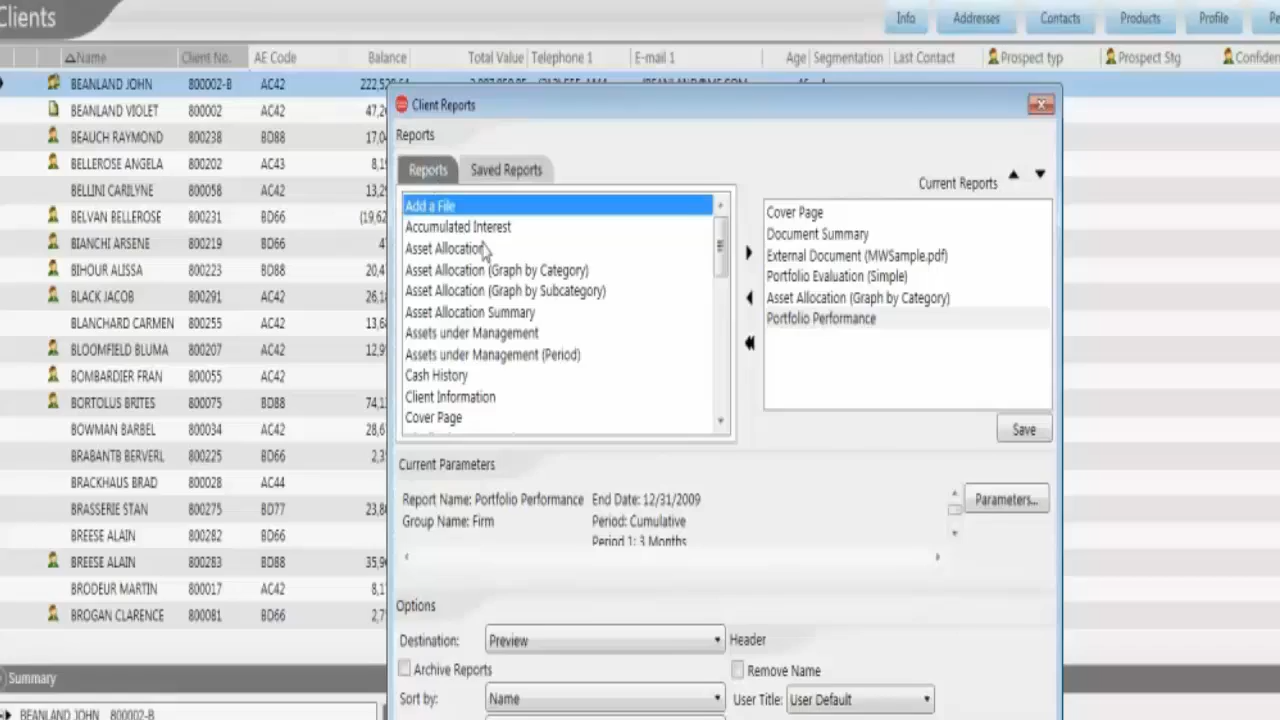 Clients
Info Addresses Contacts Products Profile
Name Client No. AE Code Balance Total Value Telephone 1 E-mail 1 Age Segmentation Last Contact Prospect typ Prospect Stg Confiden
BEANLAND JOHN 800002-B AC42
BEANLAND VIOLET 800002 AC42
BEAUCH RAYMOND 800238 BD88
BELLEROSE ANGELA 800202 AC43
BELLINI CARILYNE 800058 AC42
BELVAN BELLEROSE 800231 BD66
BIANCHI ARSENE 800219 BD66
BIHOUR ALISSA 800223 BD88
BLACK JACOB 800291 AC42
BLANCHARD CARMEN 800255 AC42
BLOOMFIELD BLUMA 800207 AC42
BOMBARDIER FRAN 800055 AC42
BORTOLUS BRITES 800075 BD88
BOWMAN BARBEL 800034 AC42
BRABANTB BERVERL 800225 BD66
BRACKHAUS BRAD 800028 AC44
BRASSERIE STAN 800275 BD77
BREESE ALAIN 800282 BD66
BREESE ALAIN 800283 BD88
BRODEUR MARTIN 800017 AC42
BROGAN CLARENCE 800081 BD66
Summary
BEANLAND JOHN 800002-B
Client Reports
Reports
Reports Saved Reports
Current Reports
Add a File
Accumulated Interest
Asset Allocation
Asset Allocation (Graph by Category)
Asset Allocation (Graph by Subcategory)
Asset Allocation Summary
Assets under Management
Assets under Management (Period)
Cash History
Client Information
Cover Page
Cover Page
Document Summary
External Document (MWSample.pdf)
Portfolio Evaluation (Simple)
Asset Allocation (Graph by Category)
Portfolio Performance
Save
Current Parameters
Report Name: Portfolio Performance End Date: 12/31/2009
Group Name: Firm Period: Cumulative
Period 1: 3 Months
Parameters...
Options
Destination: Preview Header
Archive Reports Remove Name
Sort by: Name User Title: User Default